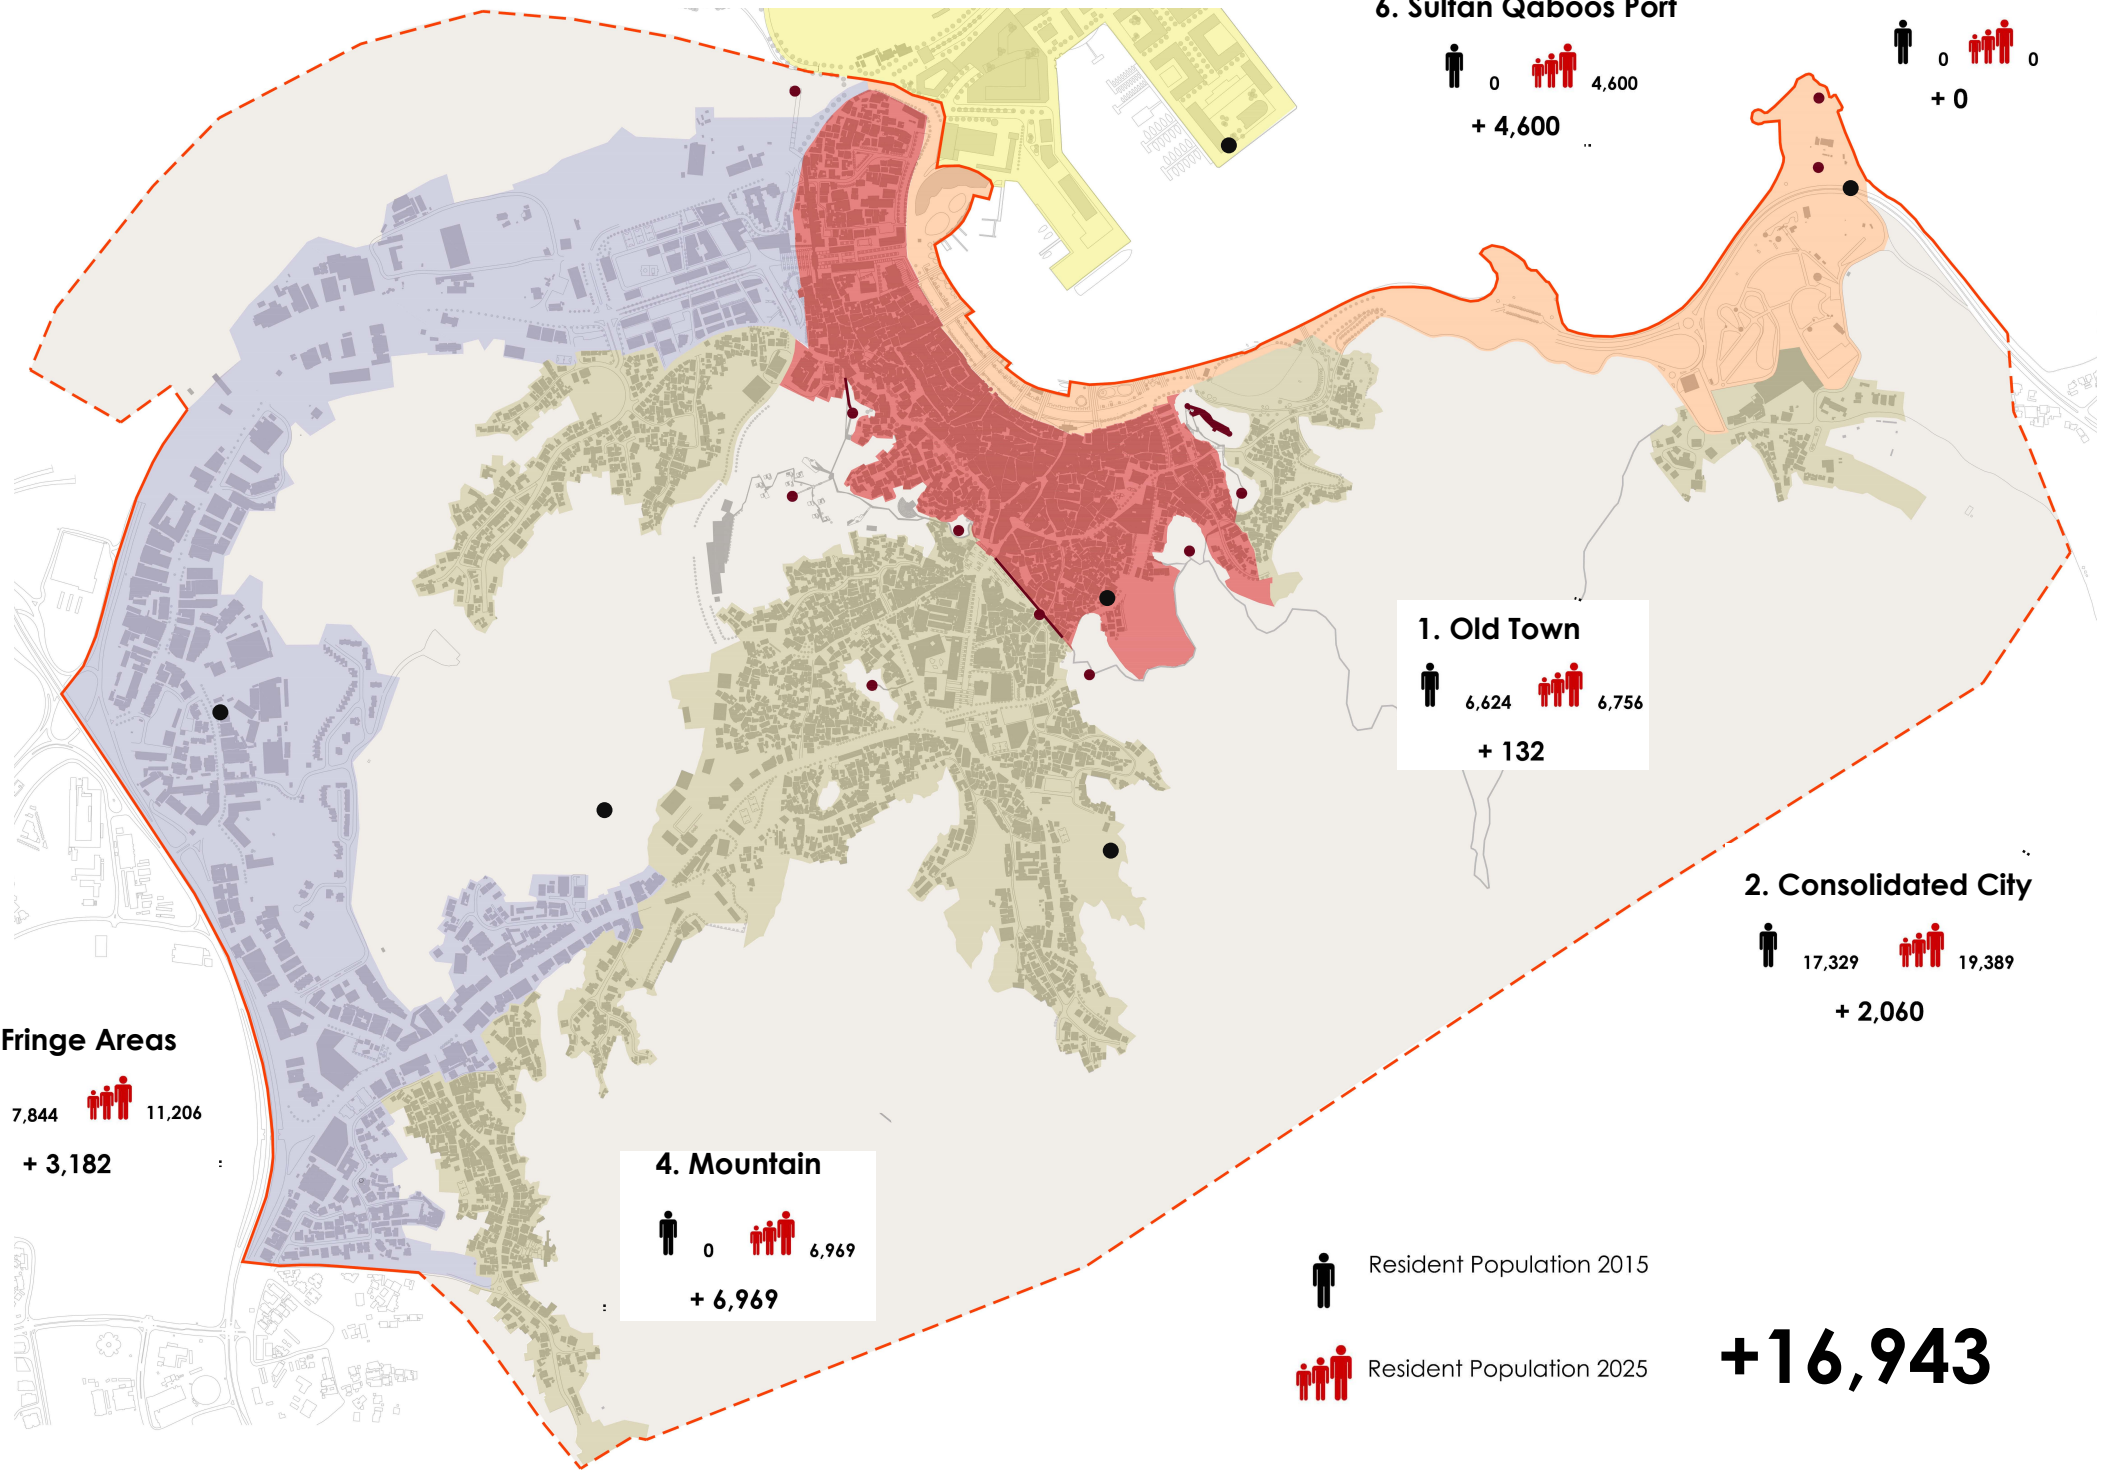 6. Sultan Qaboos Port
0 4,600
+ 4,600
0 0
+ 0
1. Old Town
6,624 6,756
+ 132
2. Consolidated City
17,329 19,389
+ 2,060
Fringe Areas
7,844 11,206
+ 3,182
4. Mountain
0 6,969
+ 6,969
Resident Population 2015
Resident Population 2025
+16,943